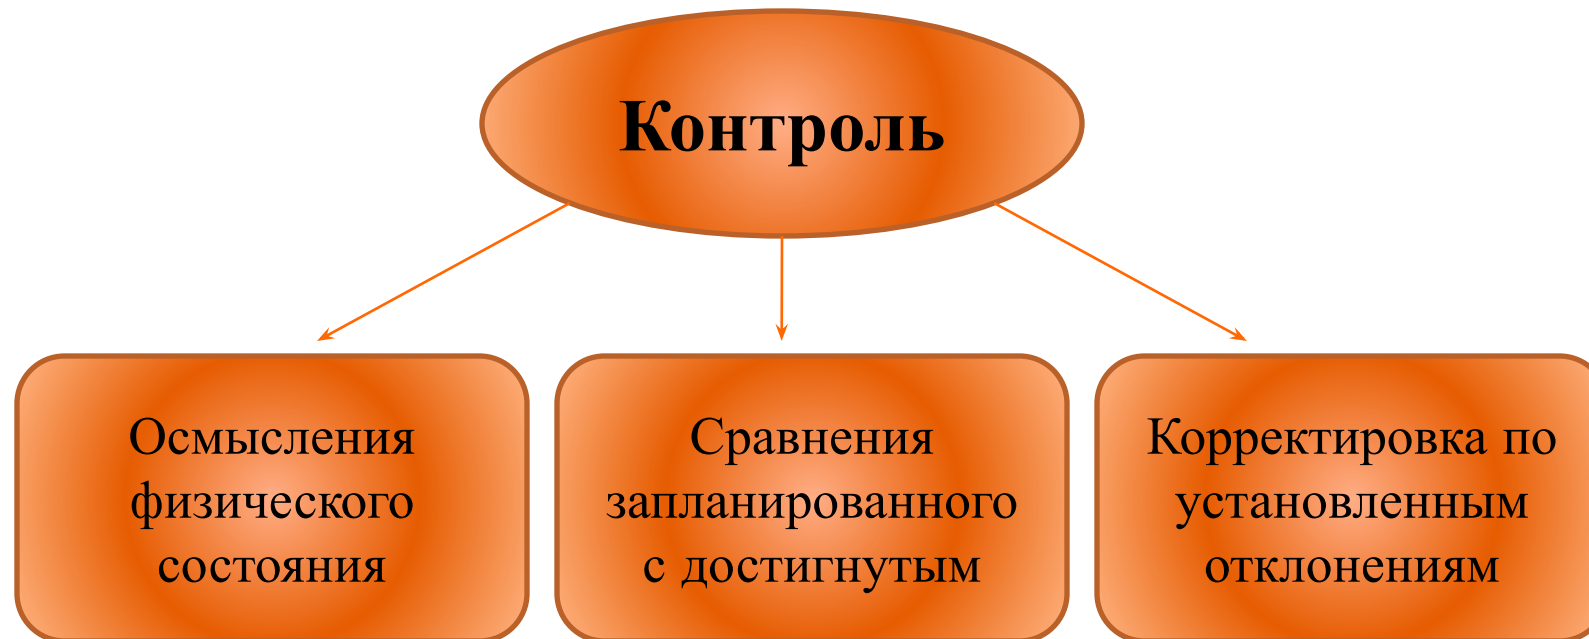 Контроль
Осмысления
физического
состояния
Сравнения
запланированного
с достигнутым
Корректировка по
установленным
отклонениям